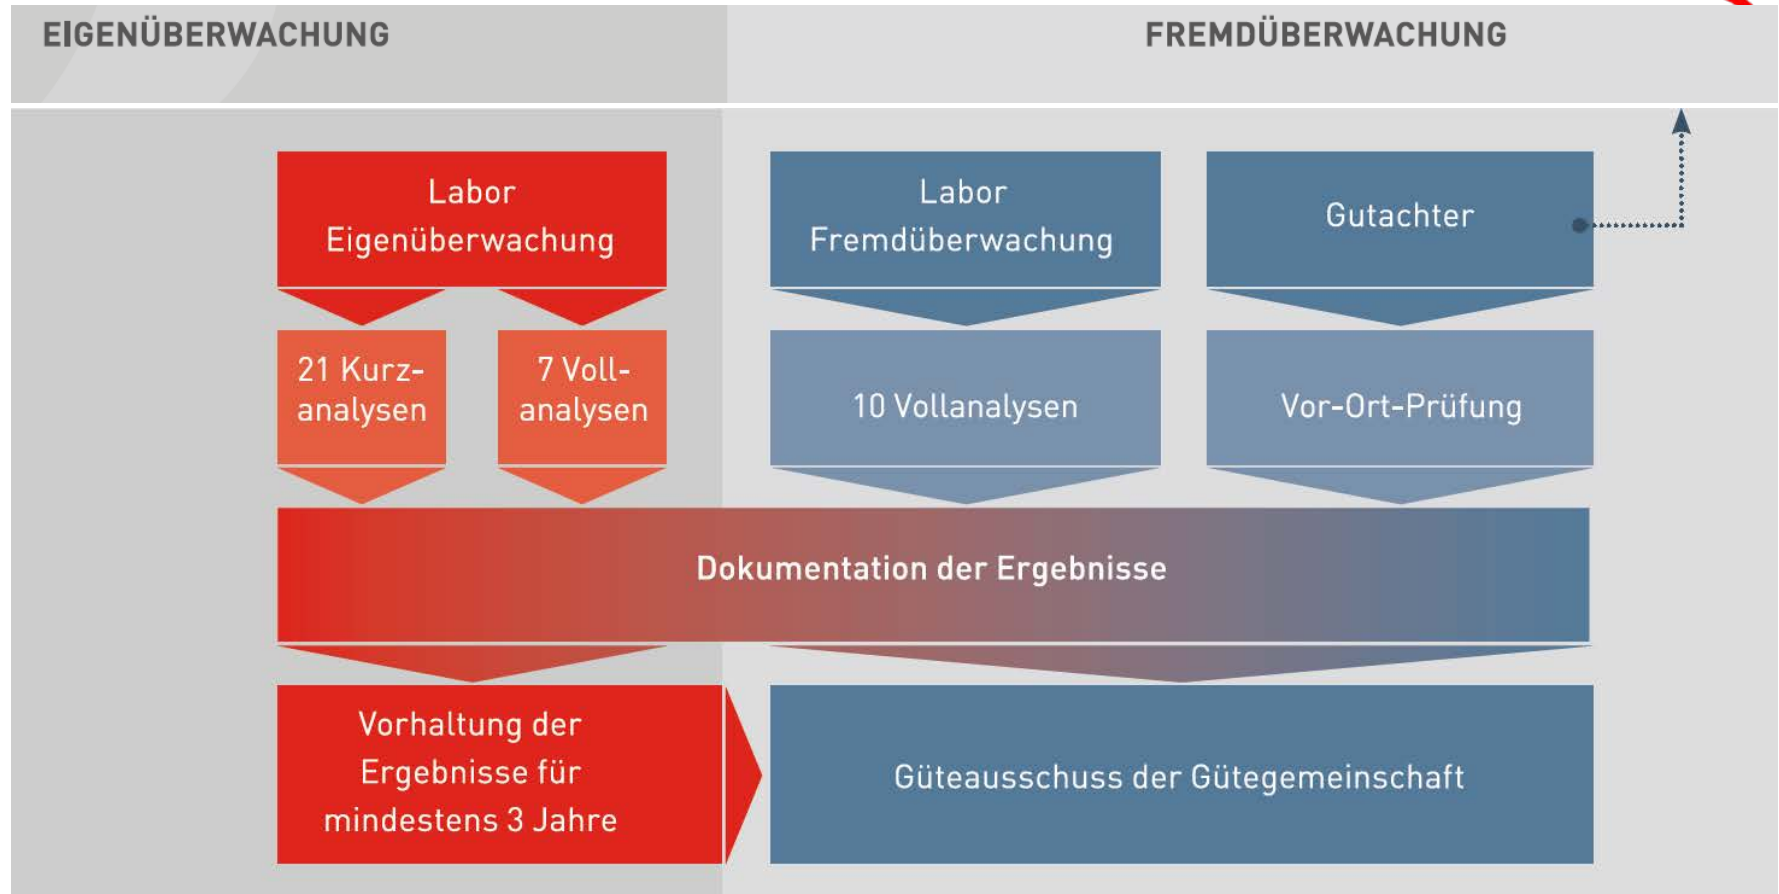 EIGENÜBERWACHUNG
FREMDÜBERWACHUNG
Labor
Eigenüberwachung
Labor
Fremdüberwachung
Gutachter
21 Kurz-
analysen
7 Voll-
analysen
10 Vollanalysen
Vor-Ort-Prüfung
Dokumentation der Ergebnisse
Vorhaltung der
Ergebnisse für
mindestens 3 Jahre
Güteausschuss der Gütegemeinschaft